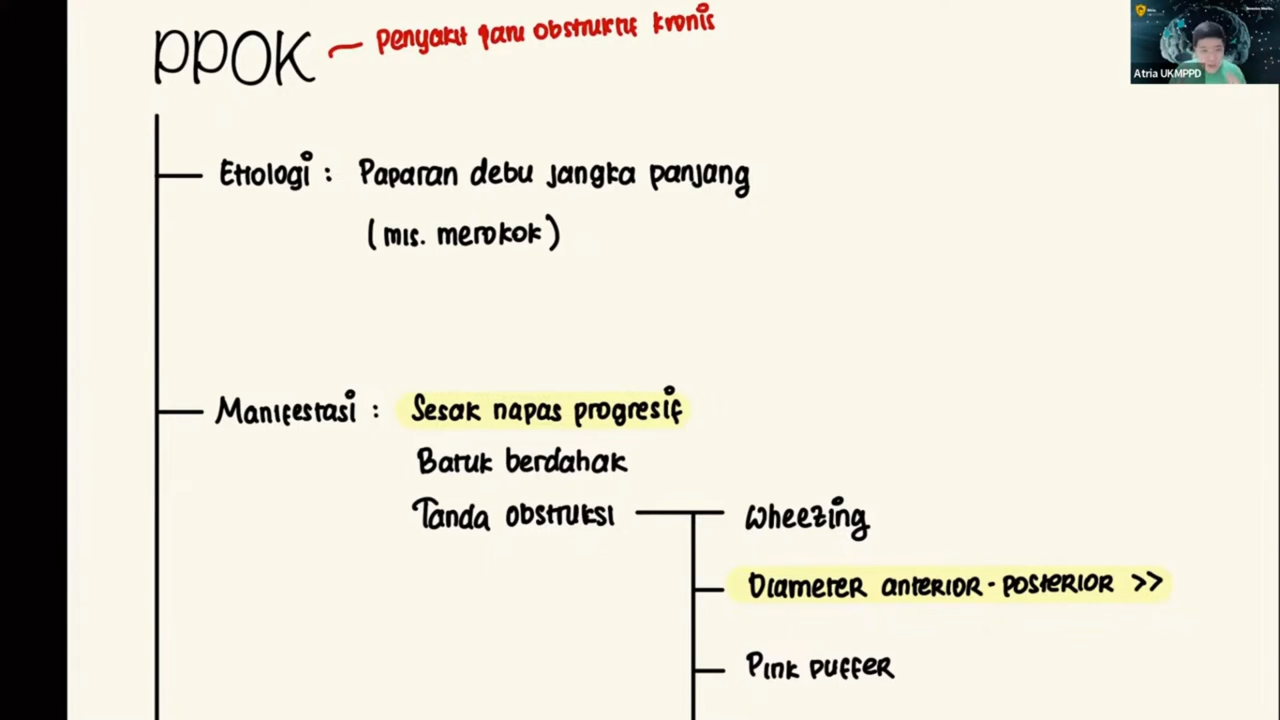 PPOK
Penyakit paru obstruktif kronis
Etiologi : Paparan debu jangka panjang
(mis. merokok)
Manifestasi : Sesak napas progresif
Batuk berdahak
Tanda obstruksi
Wheezing
Diameter anterior-posterior >>
Pink puffer
Atria UKMPPD